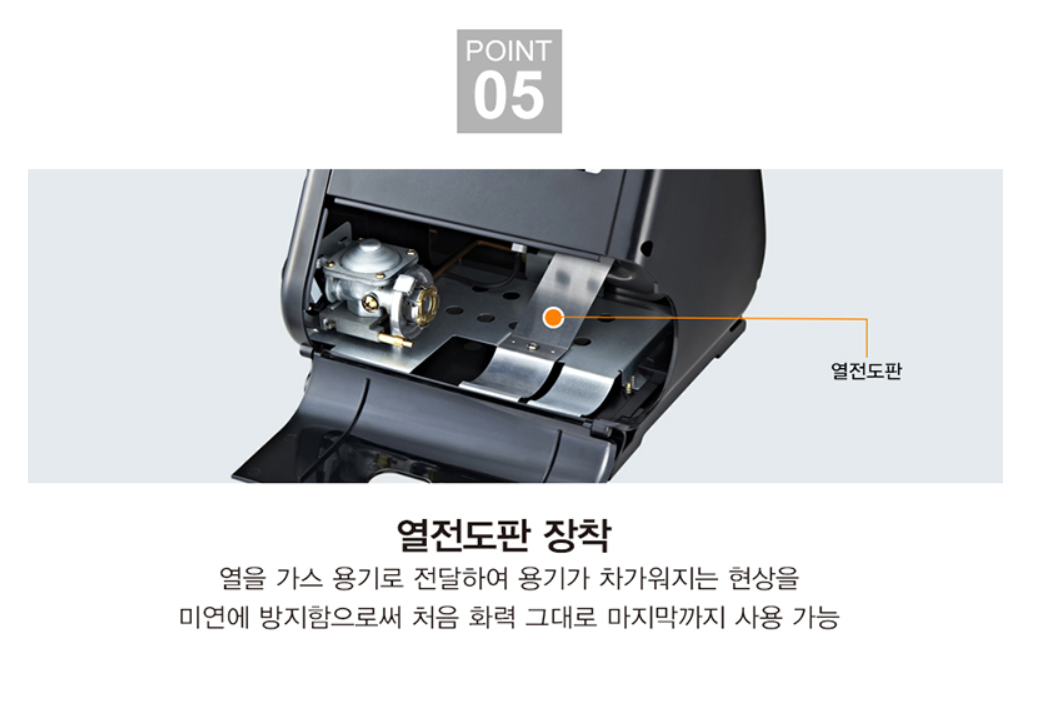 POINT
05
열전도판
열전도판 장착
열을 가스 용기로 전달하여 용기가 차가워지는 현상을
미연에 방지함으로써 처음 화력 그대로 마지막까지 사용 가능